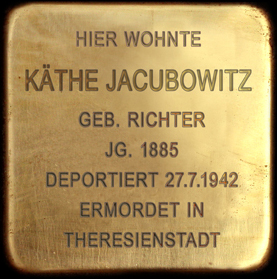 HIER WOHNTE
KÄTHE JACUBOWITZ
GEB. RICHTER
JG. 1885
DEPORTIERT 27.7.1942
ERMORDET IN
THERESIENSTADT